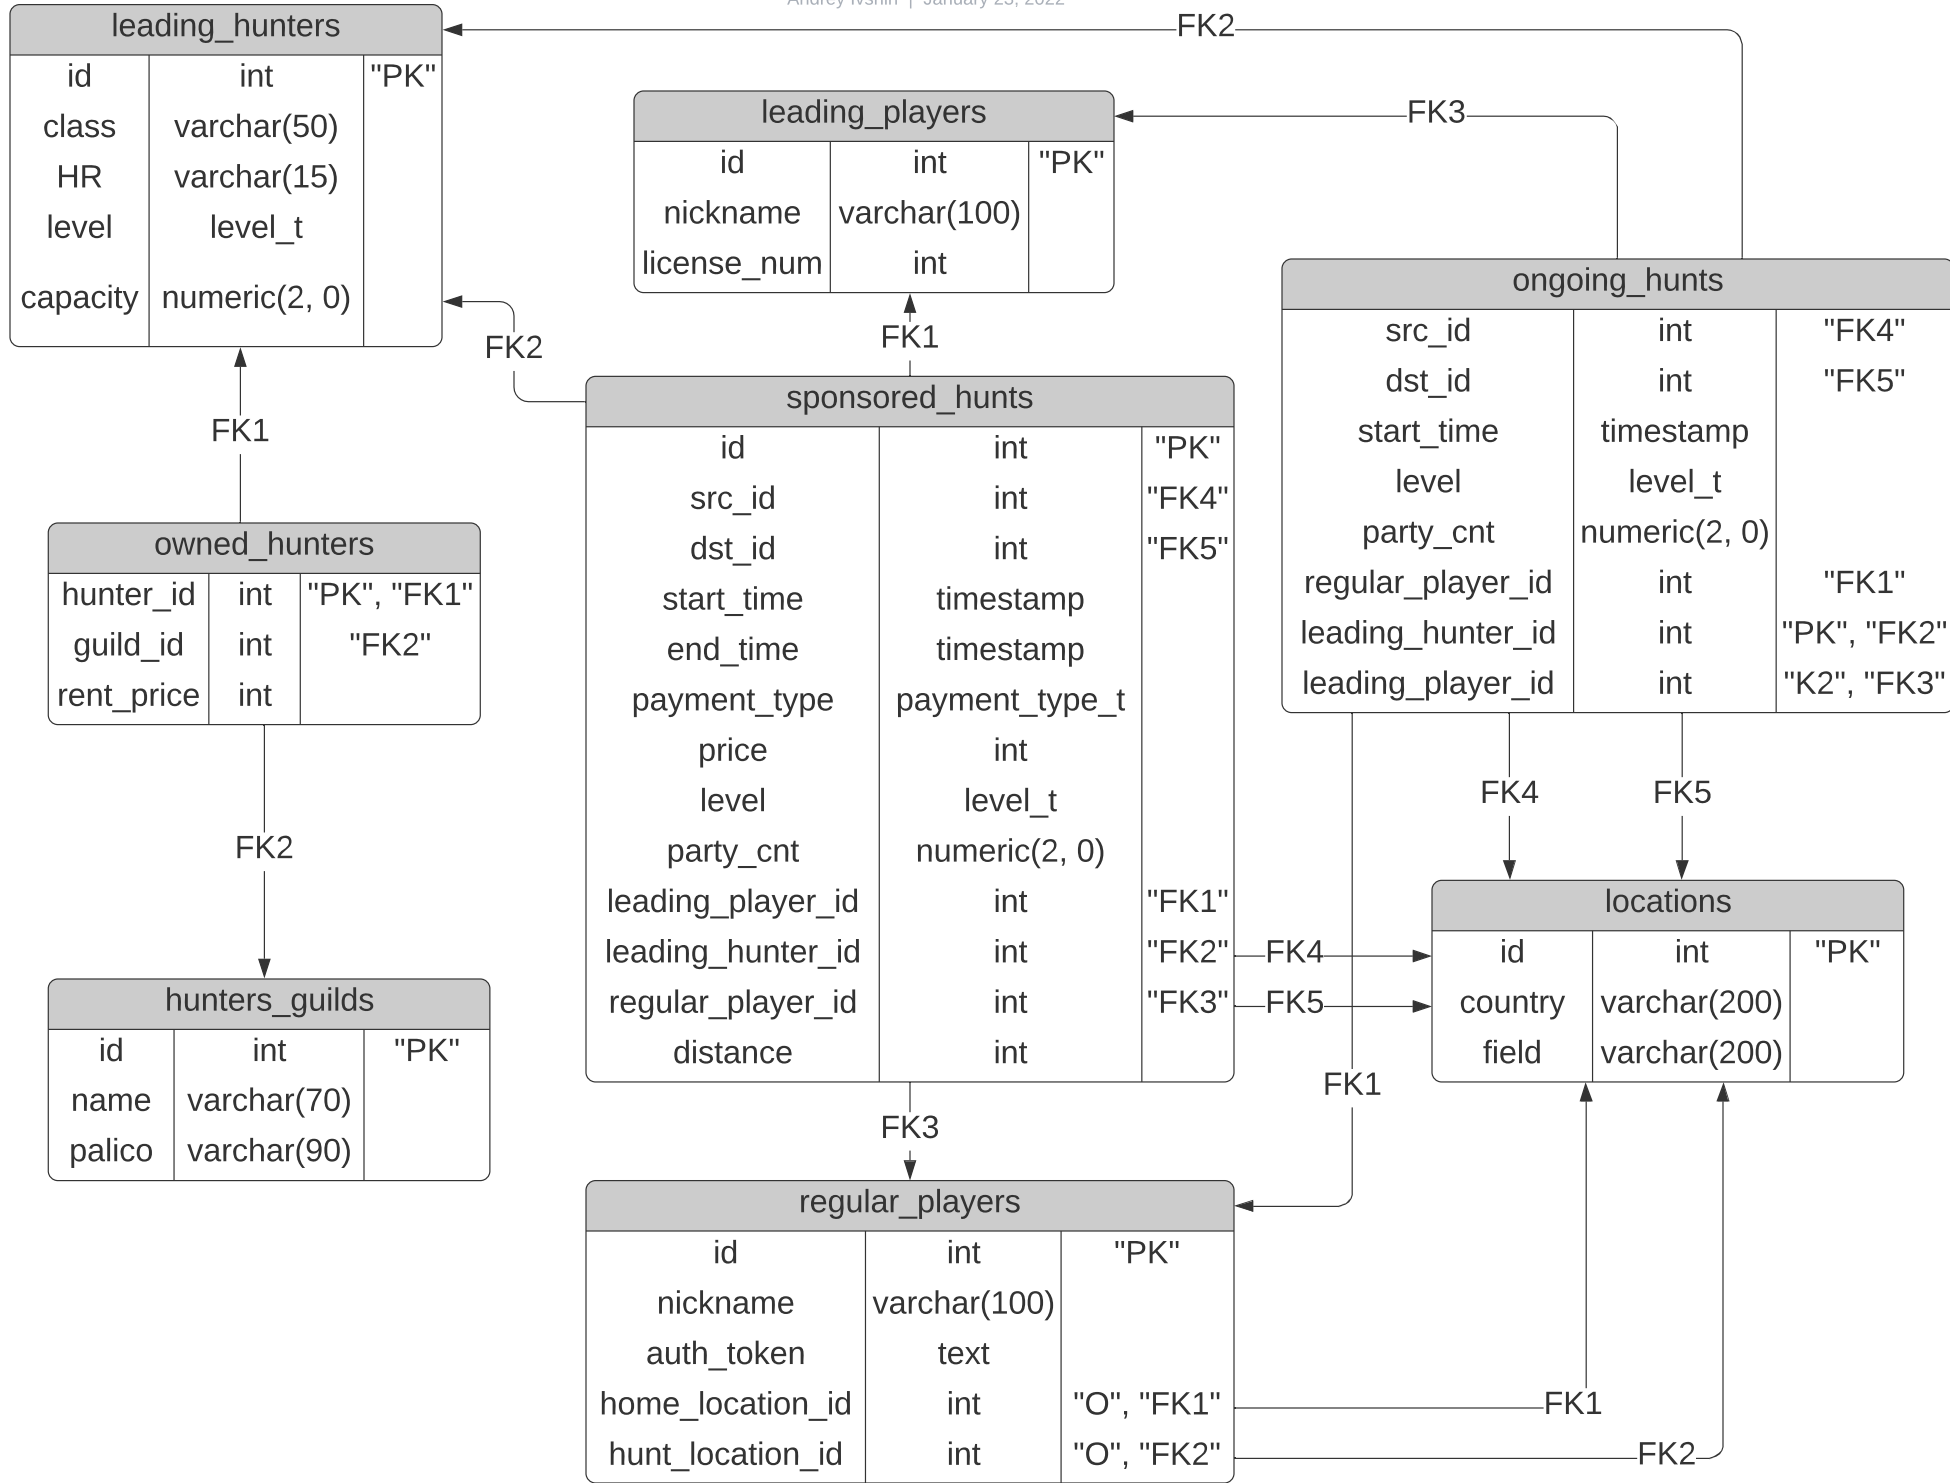 Andrey Ivshin | January 23, 2022
leading_hunters
id int "PK"
class varchar(50)
HR varchar(15)
level level_t
capacity numeric(2, 0)
FK2
leading_players
id int "PK"
nickname varchar(100)
license_num int
FK3
ongoing_hunts
src_id int "FK4"
dst_id int "FK5"
start_time timestamp
level level_t
party_cnt numeric(2, 0)
regular_player_id int "FK1"
leading_hunter_id int "PK", "FK2"
leading_player_id int "K2", "FK3"
FK2
FK1
FK1
sponsored_hunts
id int "PK"
src_id int "FK4"
dst_id int "FK5"
start_time timestamp
end_time timestamp
payment_type payment_type_t
price int
level level_t
party_cnt numeric(2, 0)
leading_player_id int "FK1"
leading_hunter_id int "FK2"
regular_player_id int "FK3"
distance int
owned_hunters
hunter_id int "PK", "FK1"
guild_id int "FK2"
rent_price int
FK2
hunters_guilds
id int "PK"
name varchar(70)
palico varchar(90)
FK4
FK5
FK4
FK5
locations
id int "PK"
country varchar(200)
field varchar(200)
FK1
FK3
regular_players
id int "PK"
nickname varchar(100)
auth_token text
home_location_id int "O", "FK1"
hunt_location_id int "O", "FK2"
FK1
FK2